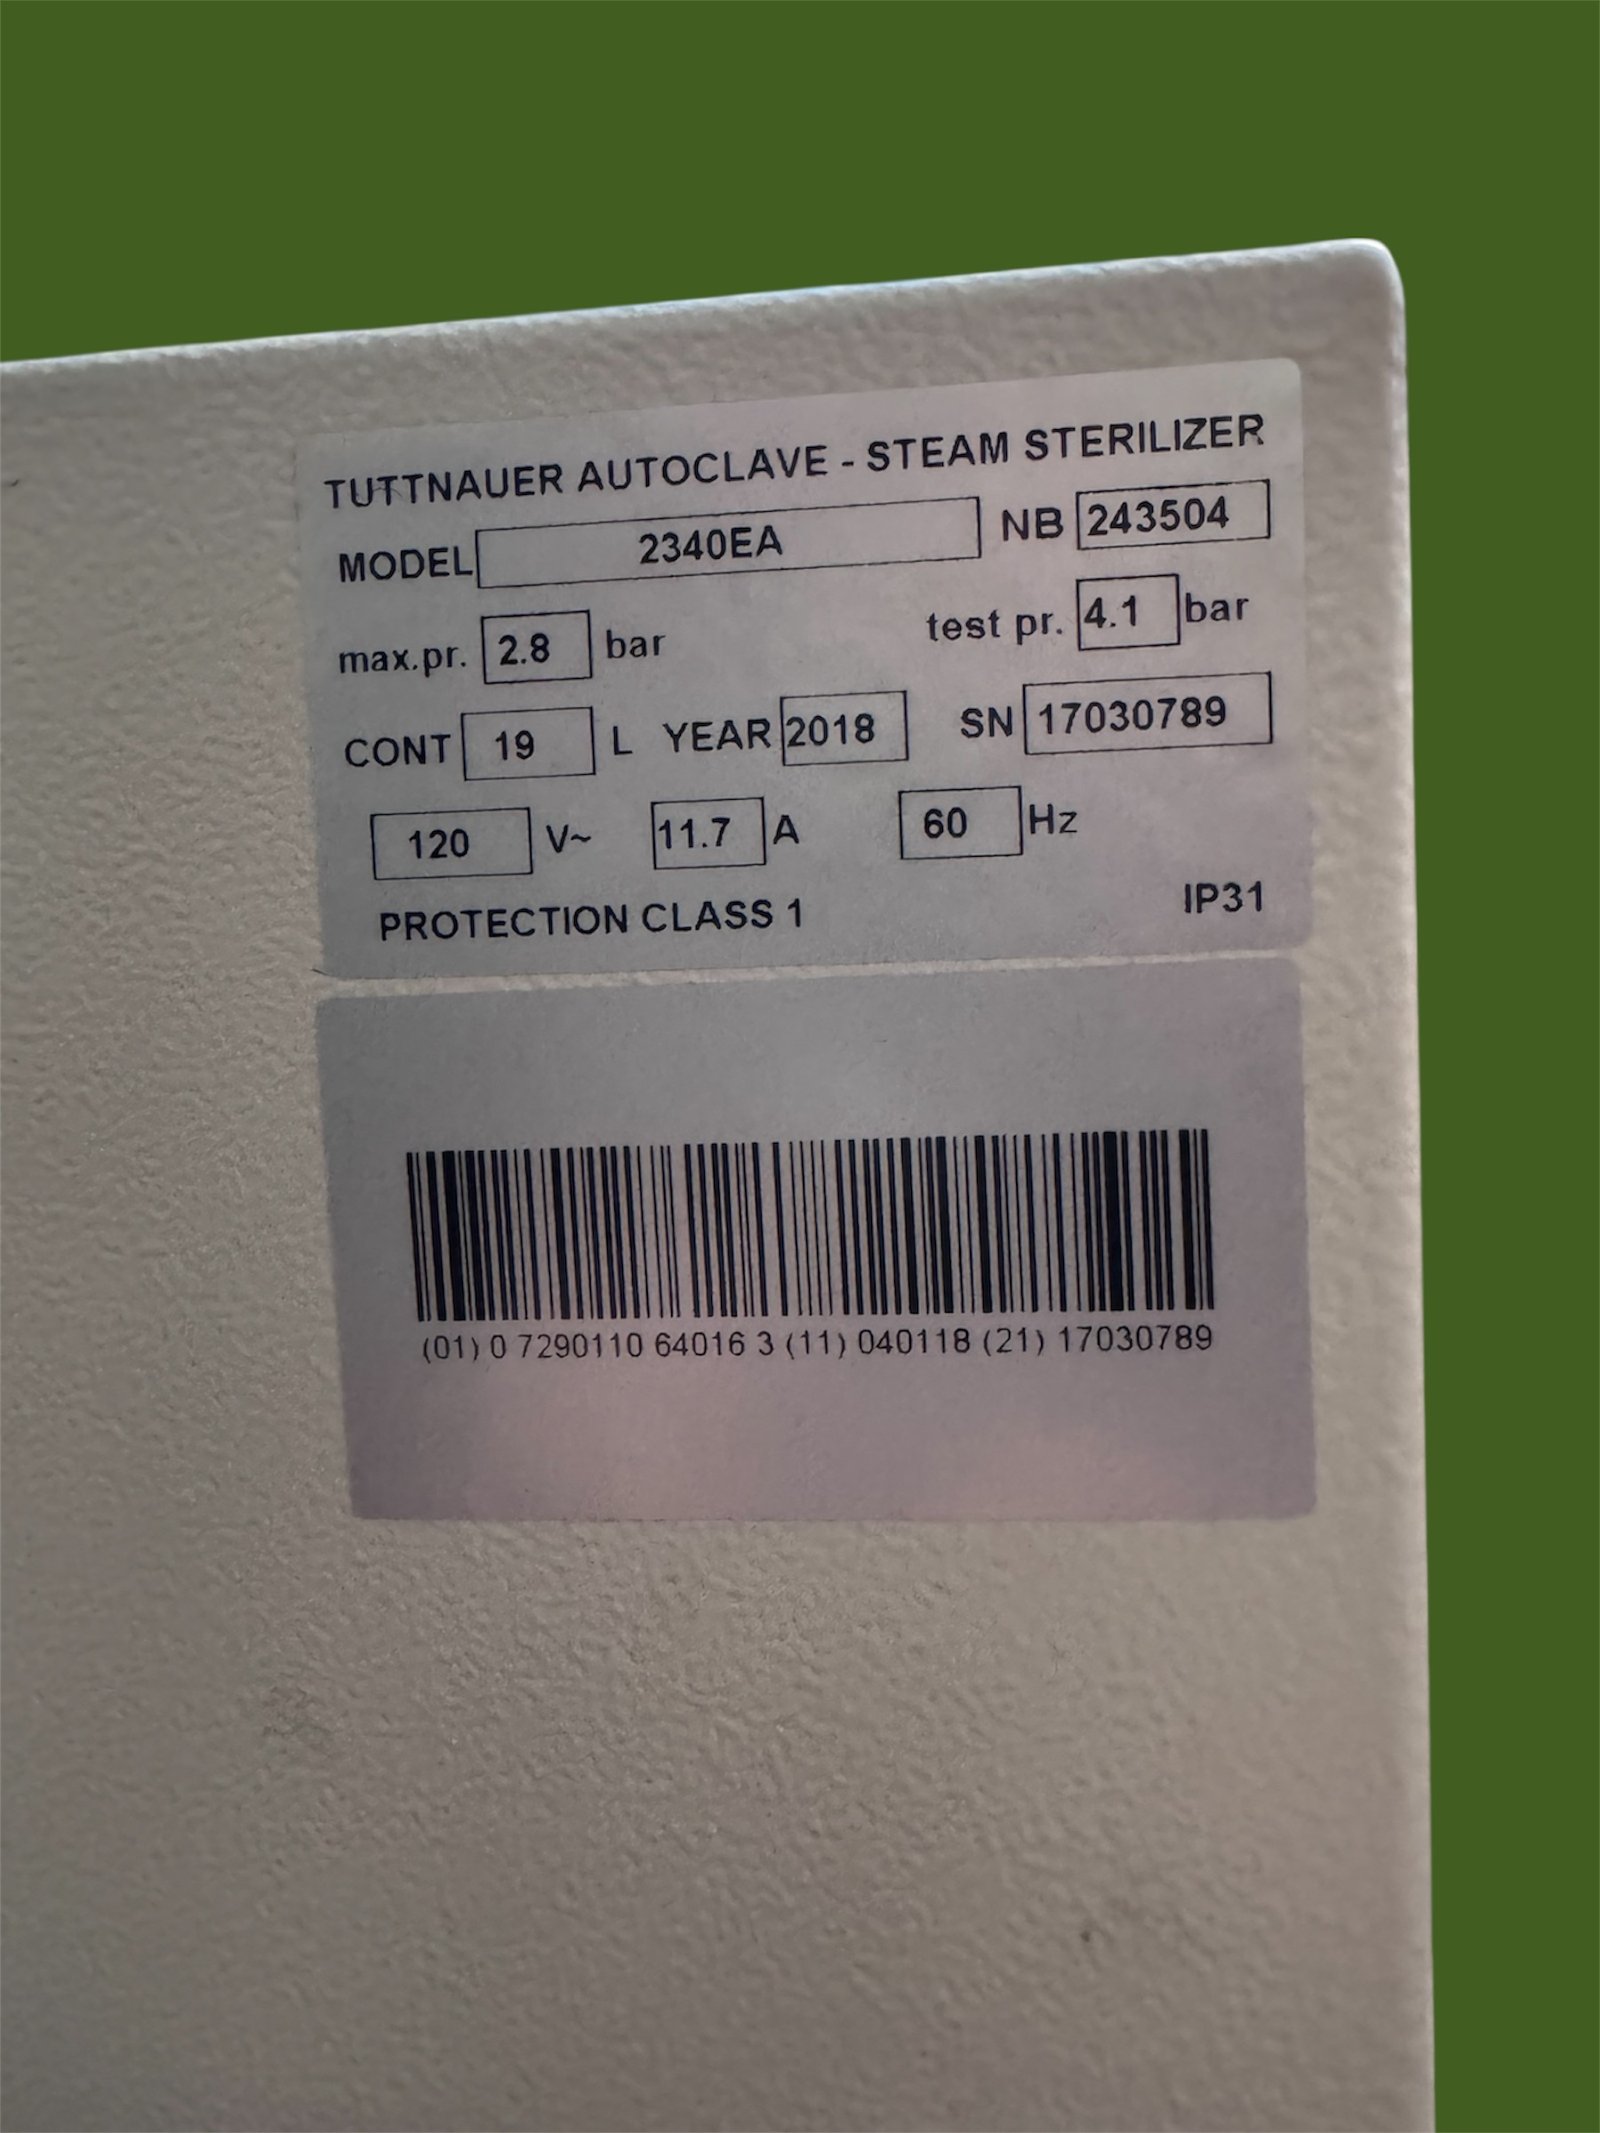 TUTTNAUER AUTOCLAVE - STEAM STERILIZER
MODEL 2340EA NB 243504
max.pr. 2.8 bar test pr. 4.1 bar
CONT 19 L YEAR 2018 SN 17030789
120 V~ 11.7 A 60 Hz
PROTECTION CLASS 1 IP31
(01) 0 7290110 64016 3 (11) 040118 (21) 17030789